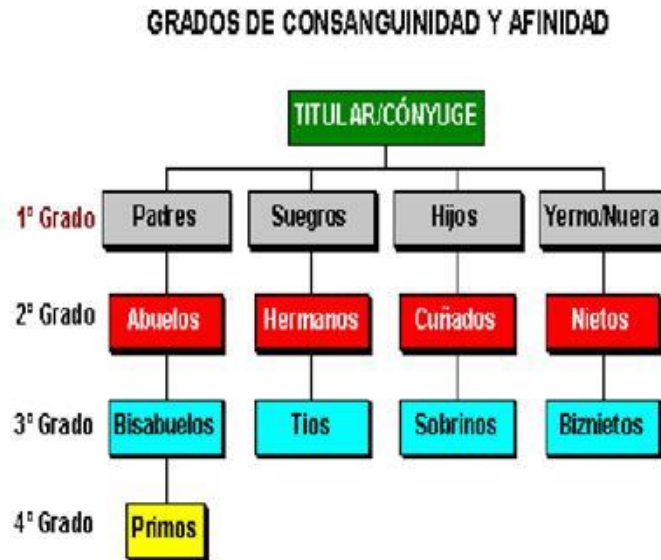 GRADOS DE CONSANGUINIDAD Y AFINIDAD
TITULAR/CÓNYUGE
1º Grado Padres Suegros Hijos Yerno/Nuera
2º Grado Abuelos Hermanos Cuñados Nietos
3º Grado Bisabuelos Tios Sobrinos Biznietos
4º Grado Primos